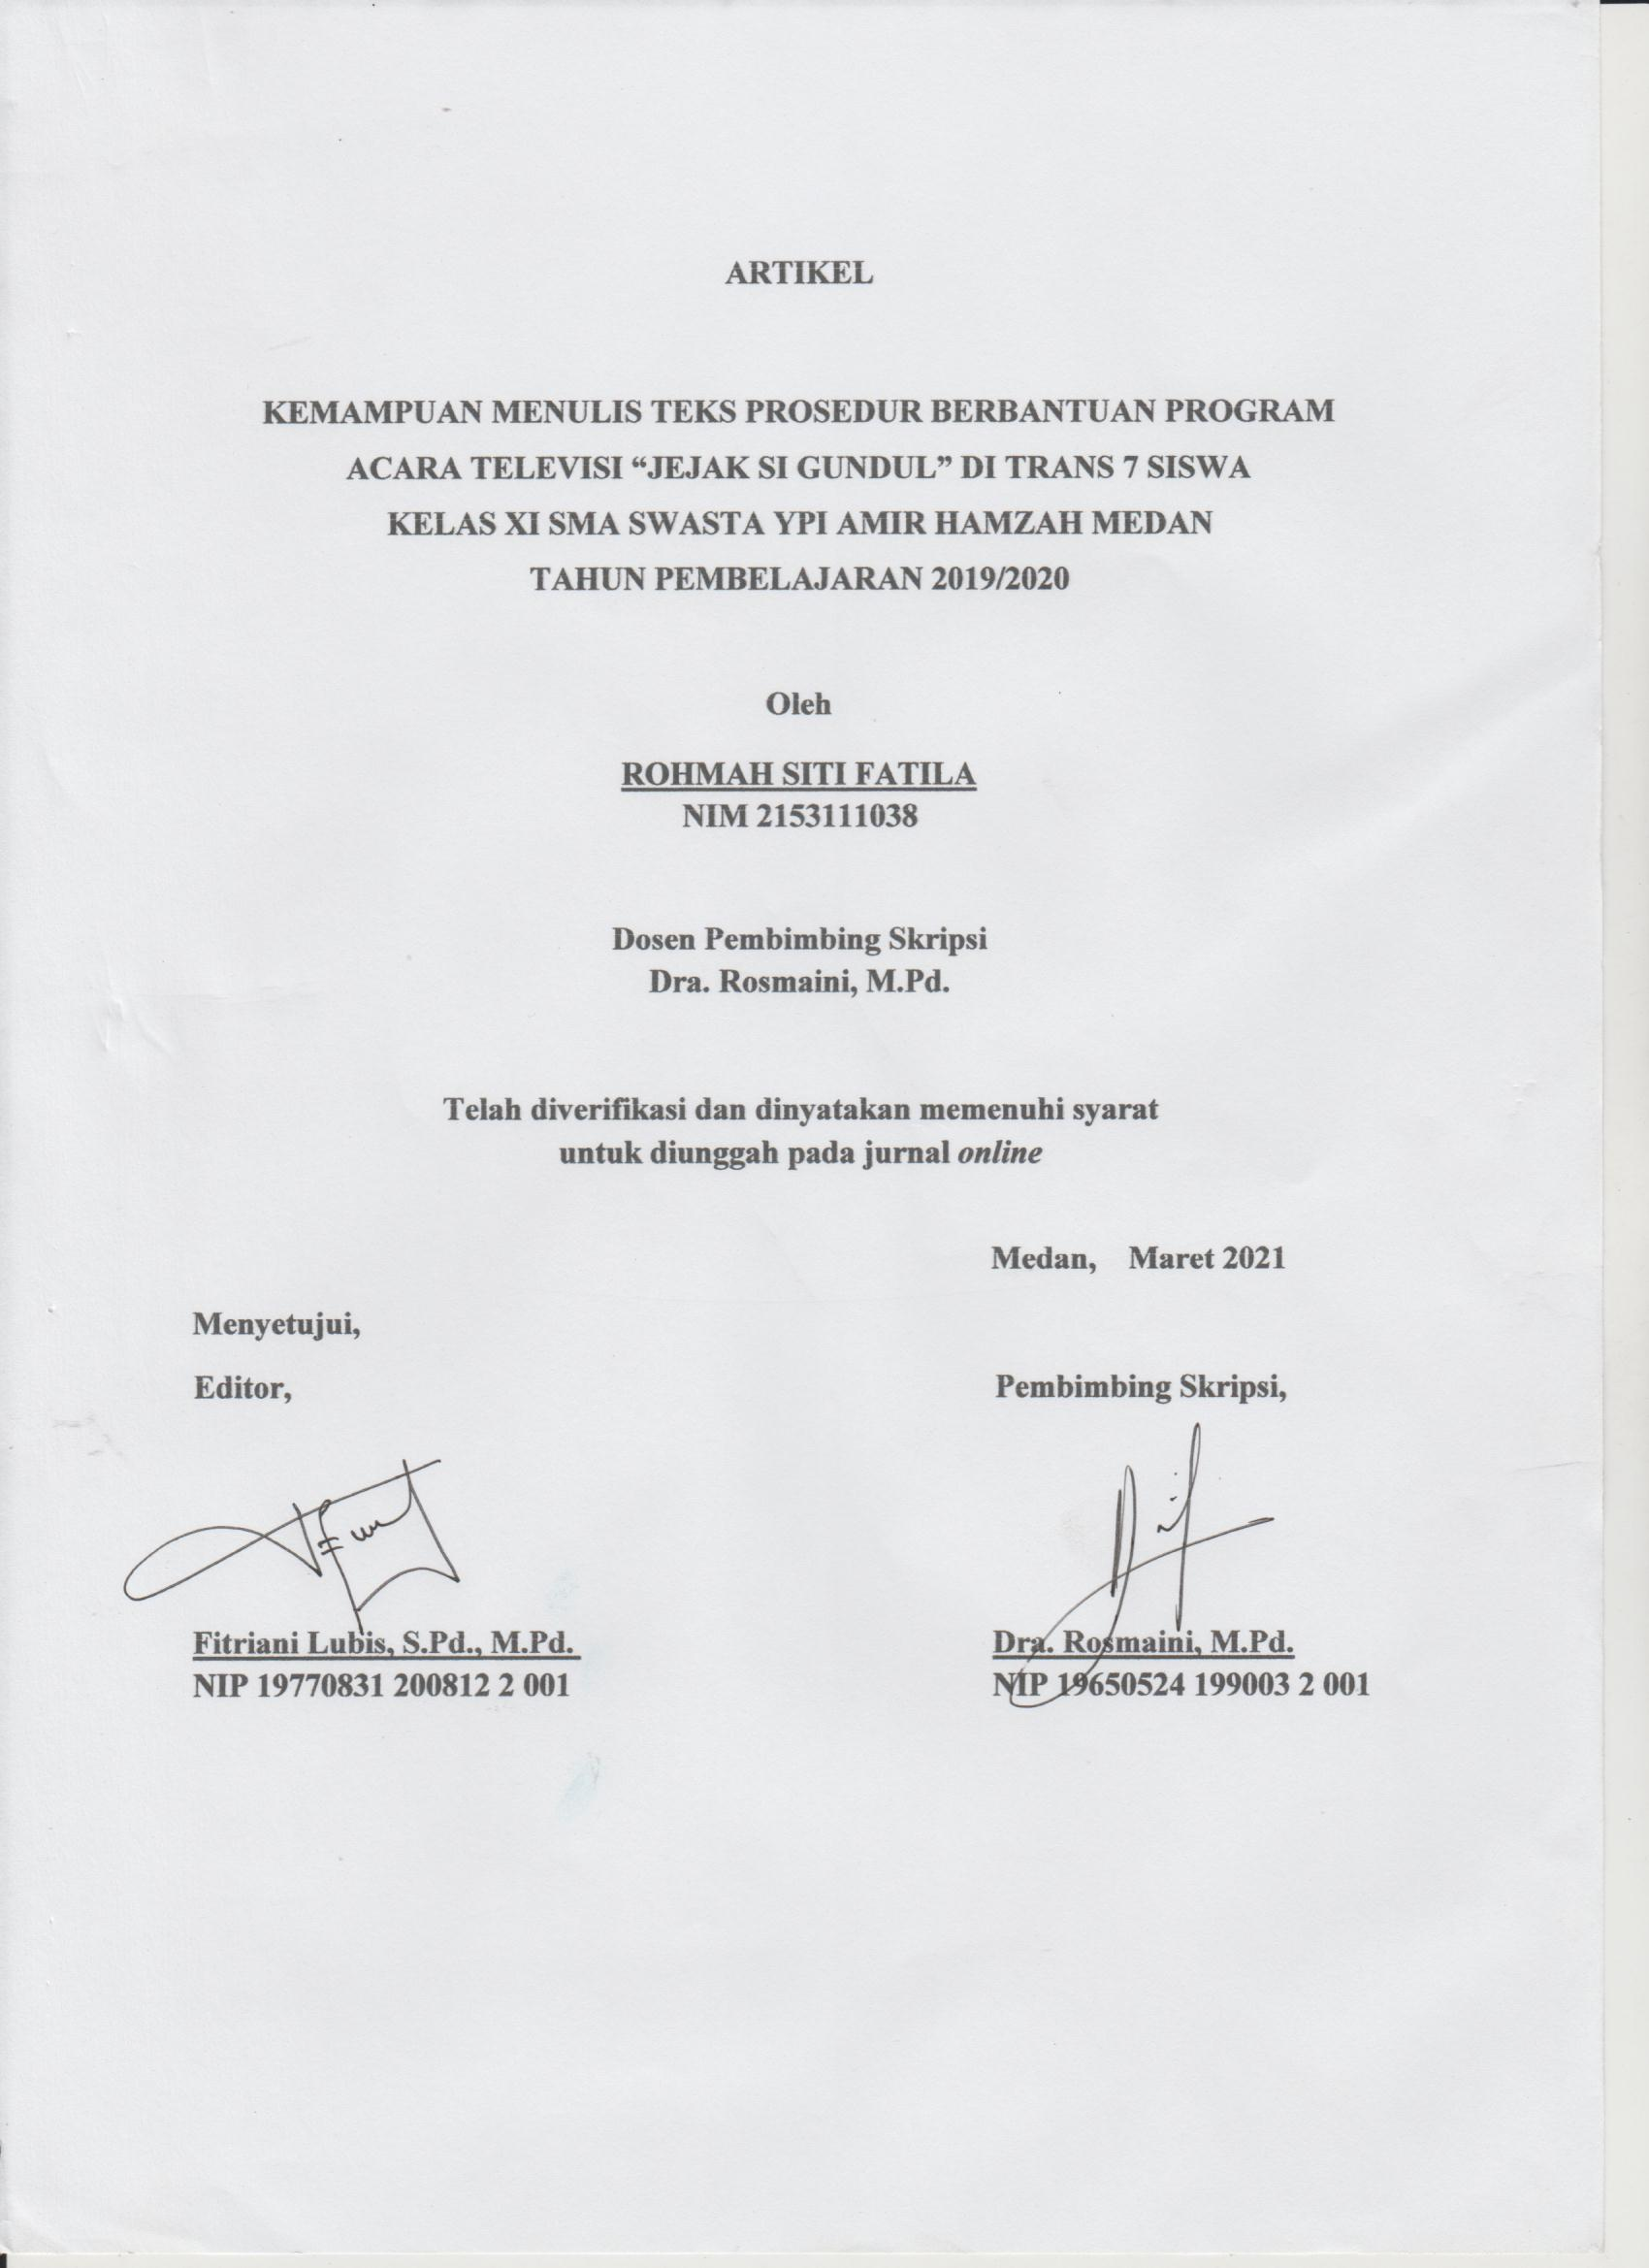 ARTIKEL
KEMAMPUAN MENULIS TEKS PROSEDUR BERBANTUAN PROGRAM
ACARA TELEVISI “JEJAK SI GUNDUL” DI TRANS 7 SISWA
KELAS XI SMA SWASTA YPI AMIR HAMZAH MEDAN
TAHUN PEMBELAJARAN 2019/2020
Oleh
ROHMAH SITI FATILA
NIM 2153111038
Dosen Pembimbing Skripsi
Dra. Rosmaini, M.Pd.
Telah diverifikasi dan dinyatakan memenuhi syarat
untuk diunggah pada jurnal online
Medan, Maret 2021
Menyetujui,
Editor,
Pembimbing Skripsi,
Fitriani Lubis, S.Pd., M.Pd.
Dra. Rosmaini, M.Pd.
NIP 19770831 200812 2 001
NIP 19650524 199003 2 001